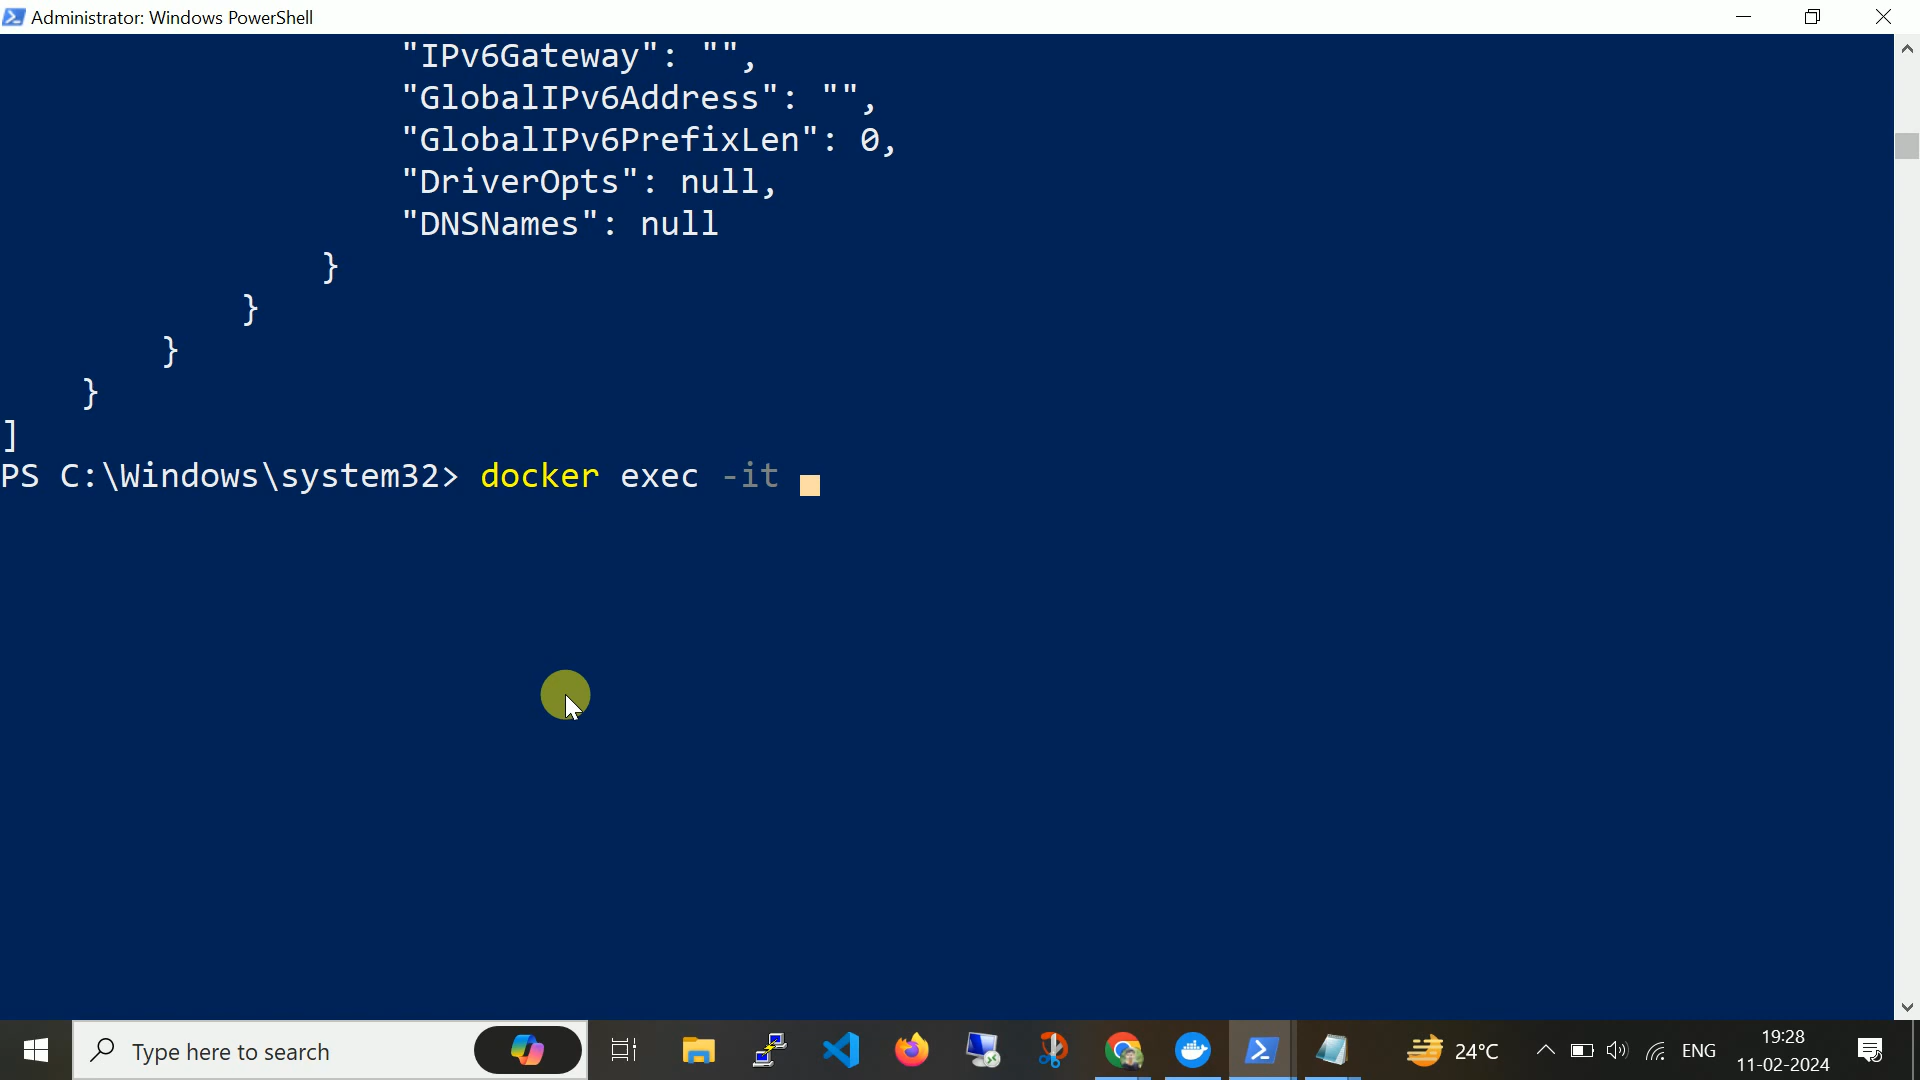 Administrator: Windows PowerShell
"IPv6Gateway": "",
"GlobalIPv6Address": "",
"GlobalIPv6PrefixLen": 0,
"DriverOpts": null,
"DNSNames": null
}
}
}
}
]
PS C:\Windows\system32> docker exec -it
Type here to search
24°C
ENG
19:28
11-02-2024